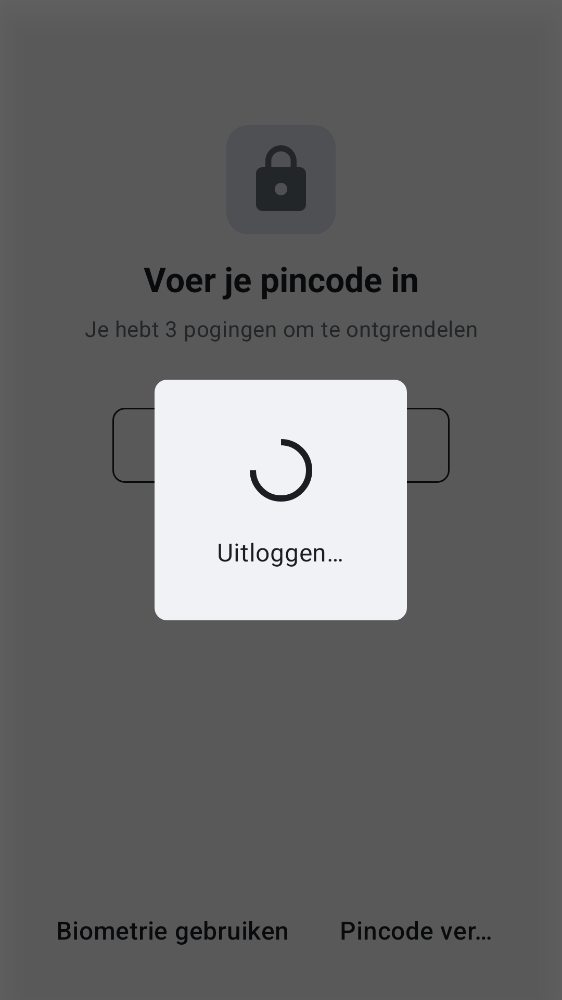 Voer je pincode in
Je hebt 3 pogingen om te ontgrendelen
Uitloggen…
Biometrie gebruiken
Pincode ver…